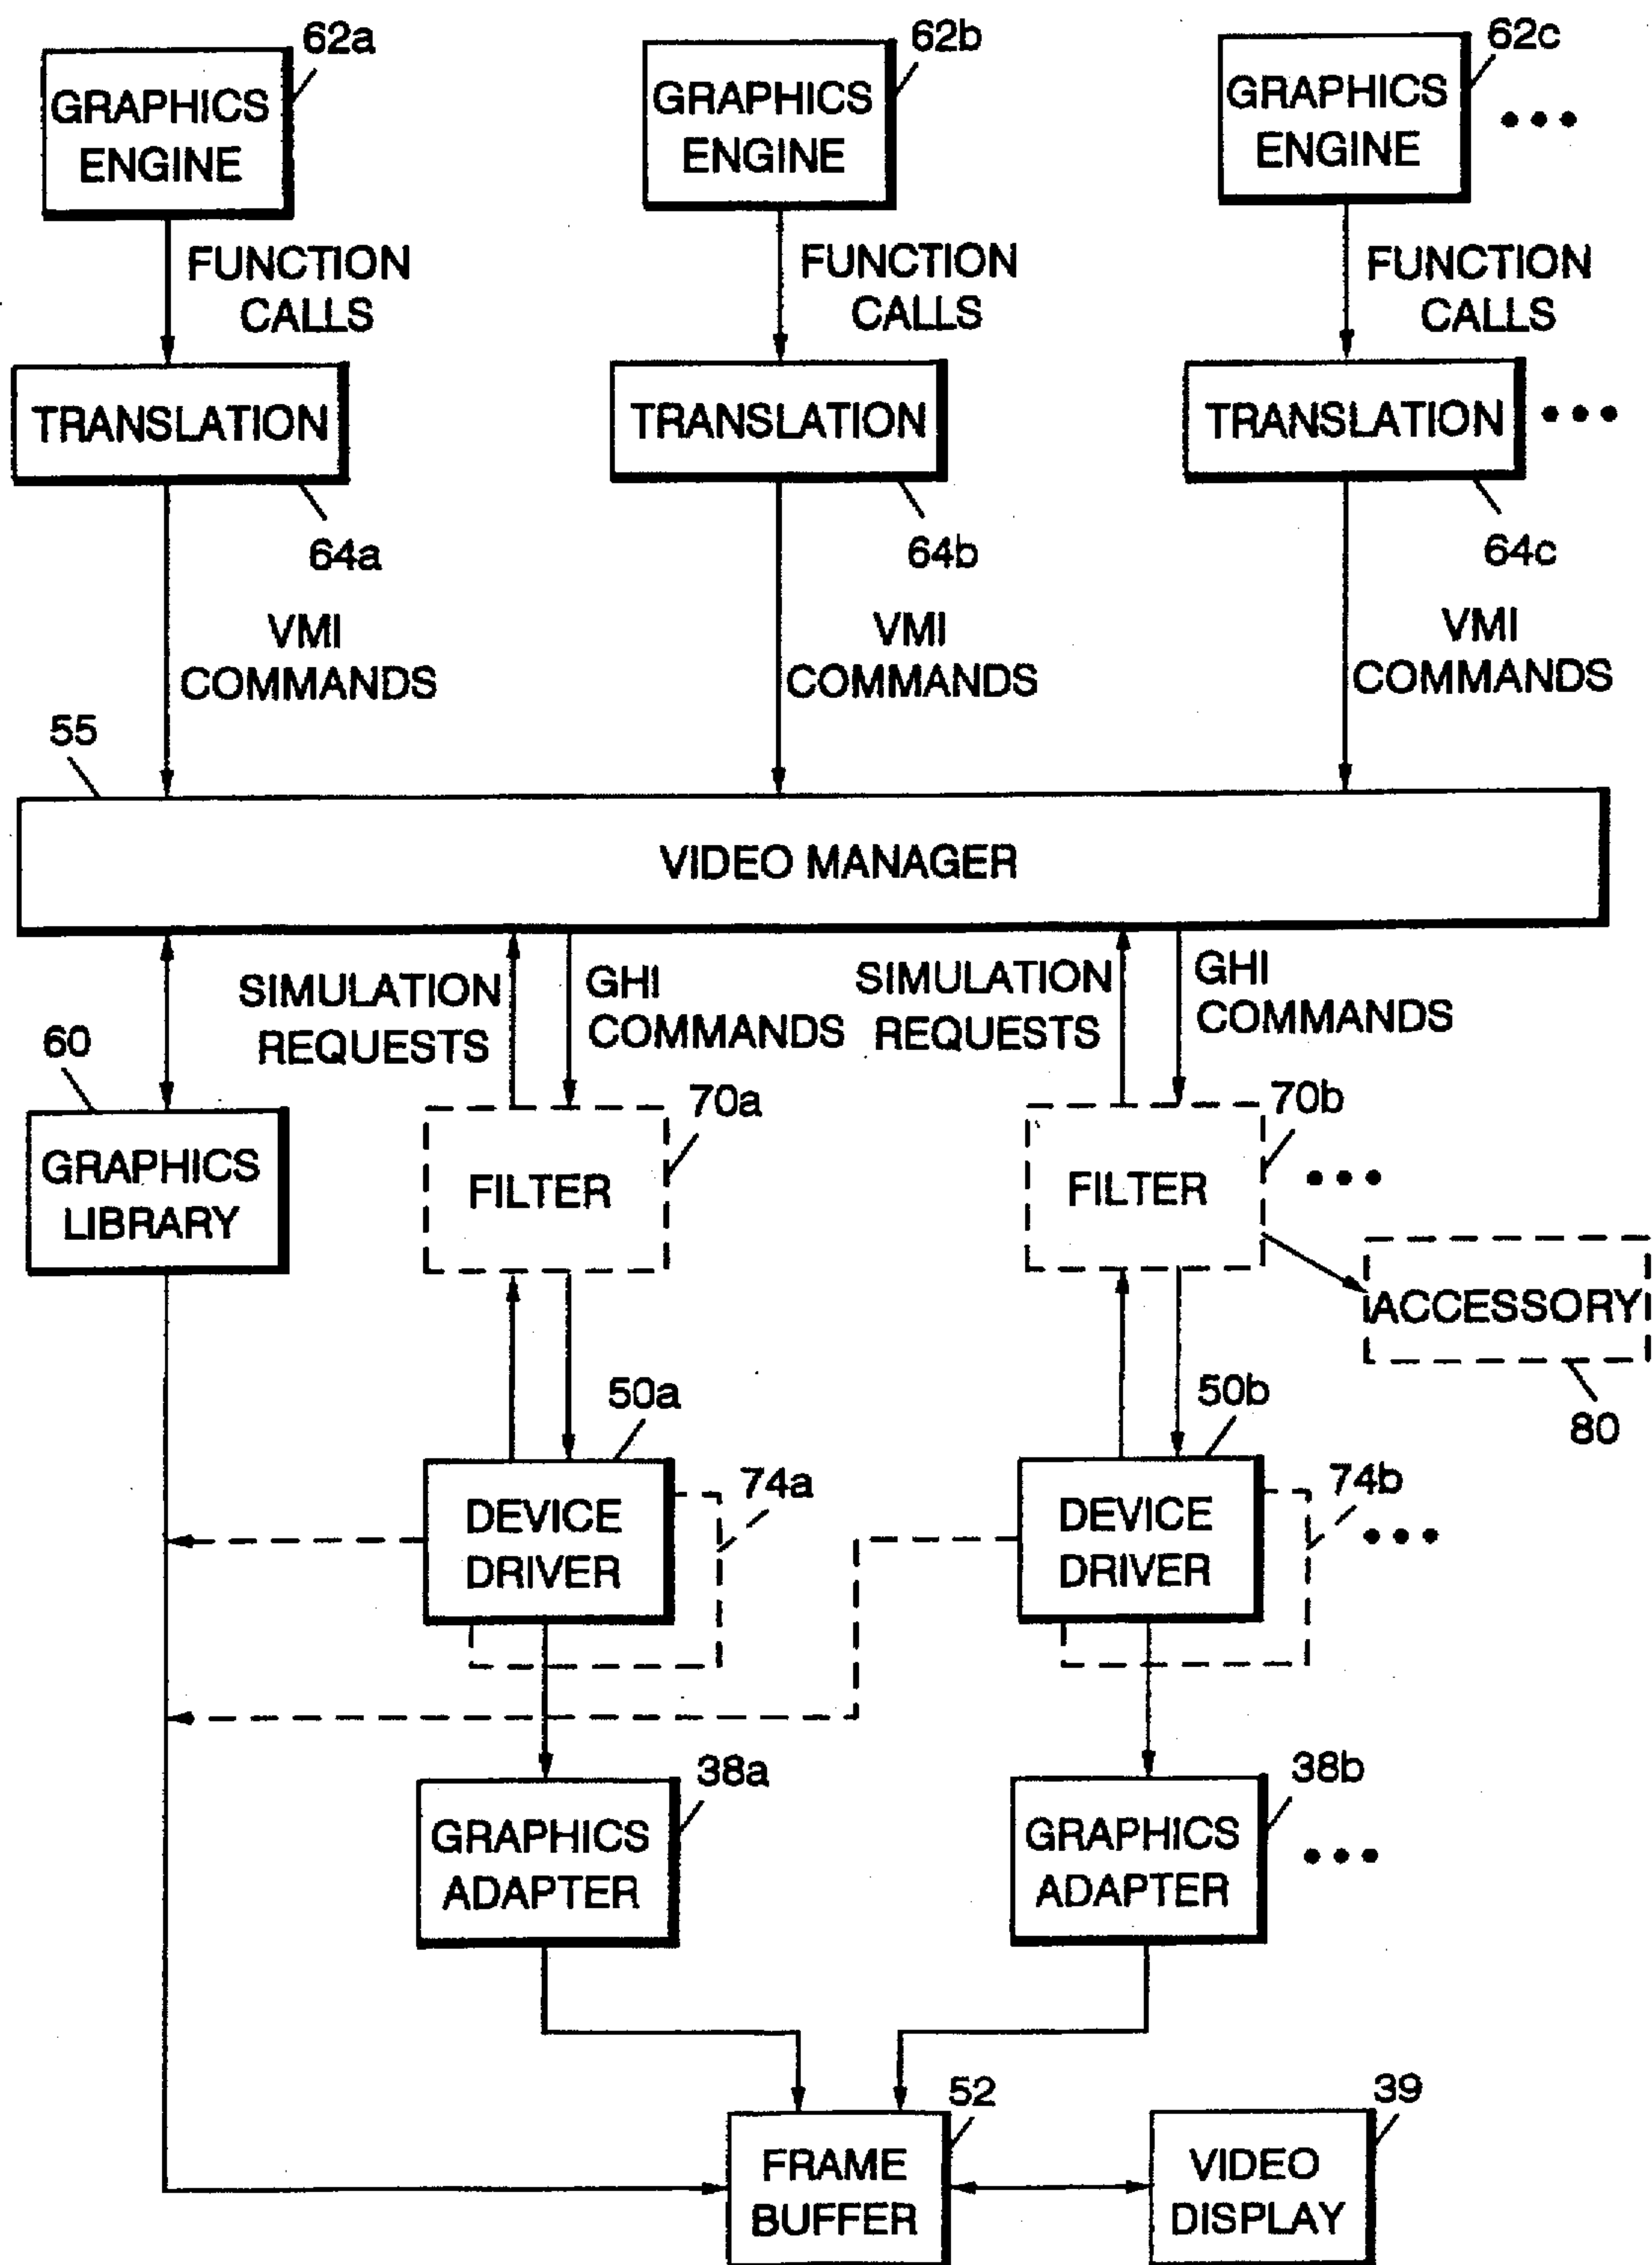 62a
62b
62c
GRAPHICS
ENGINE
GRAPHICS
ENGINE
GRAPHICS
ENGINE
FUNCTION
CALLS
FUNCTION
CALLS
FUNCTION
CALLS
TRANSLATION
TRANSLATION
TRANSLATION
64a
64b
64c
VMI
COMMANDS
VMI
COMMANDS
VMI
COMMANDS
55
VIDEO MANAGER
SIMULATION
REQUESTS
GHI
COMMANDS
SIMULATION
REQUESTS
GHI
COMMANDS
60
70a
70b
GRAPHICS
LIBRARY
FILTER
FILTER
ACCESSORY
80
50a
50b
74a
74b
DEVICE
DRIVER
DEVICE
DRIVER
38a
38b
GRAPHICS
ADAPTER
GRAPHICS
ADAPTER
52
39
FRAME
BUFFER
VIDEO
DISPLAY